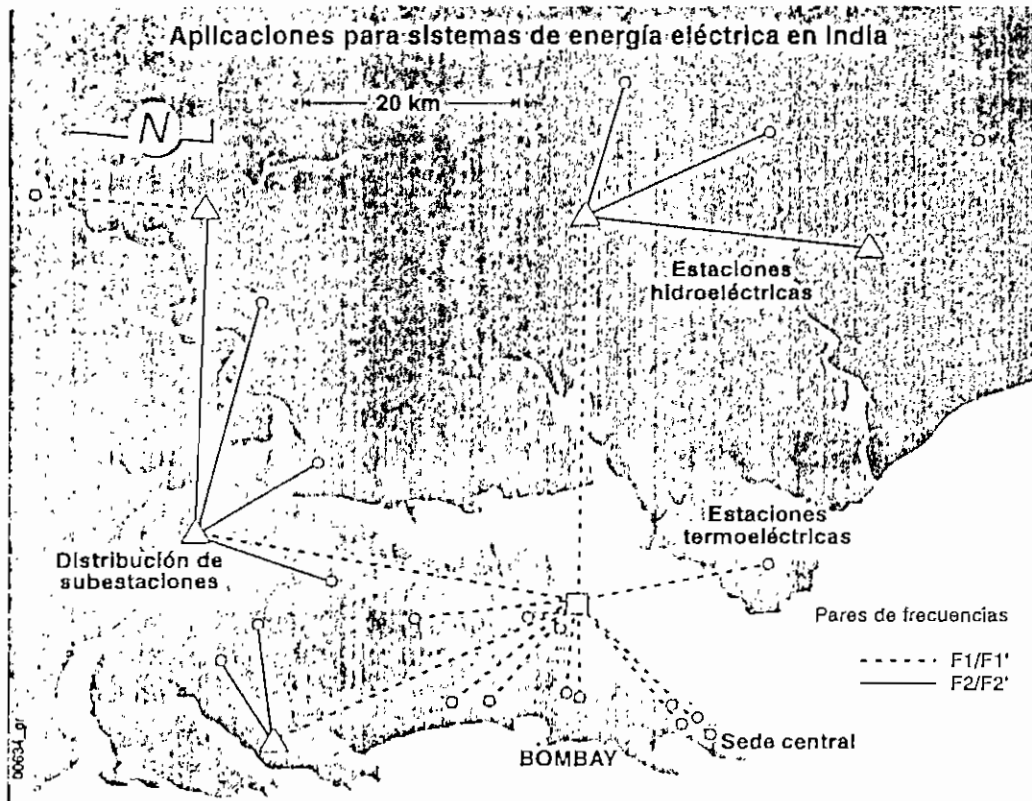 Aplicaciones para sistemas de energía eléctrica en India
20 km
N
Estaciones
hidroeléctricas
Estaciones
termoeléctricas
Distribución de
subestaciones
Pares de frecuencias
F1/F1'
F2/F2'
Sede central
BOMBAY
00634_gr